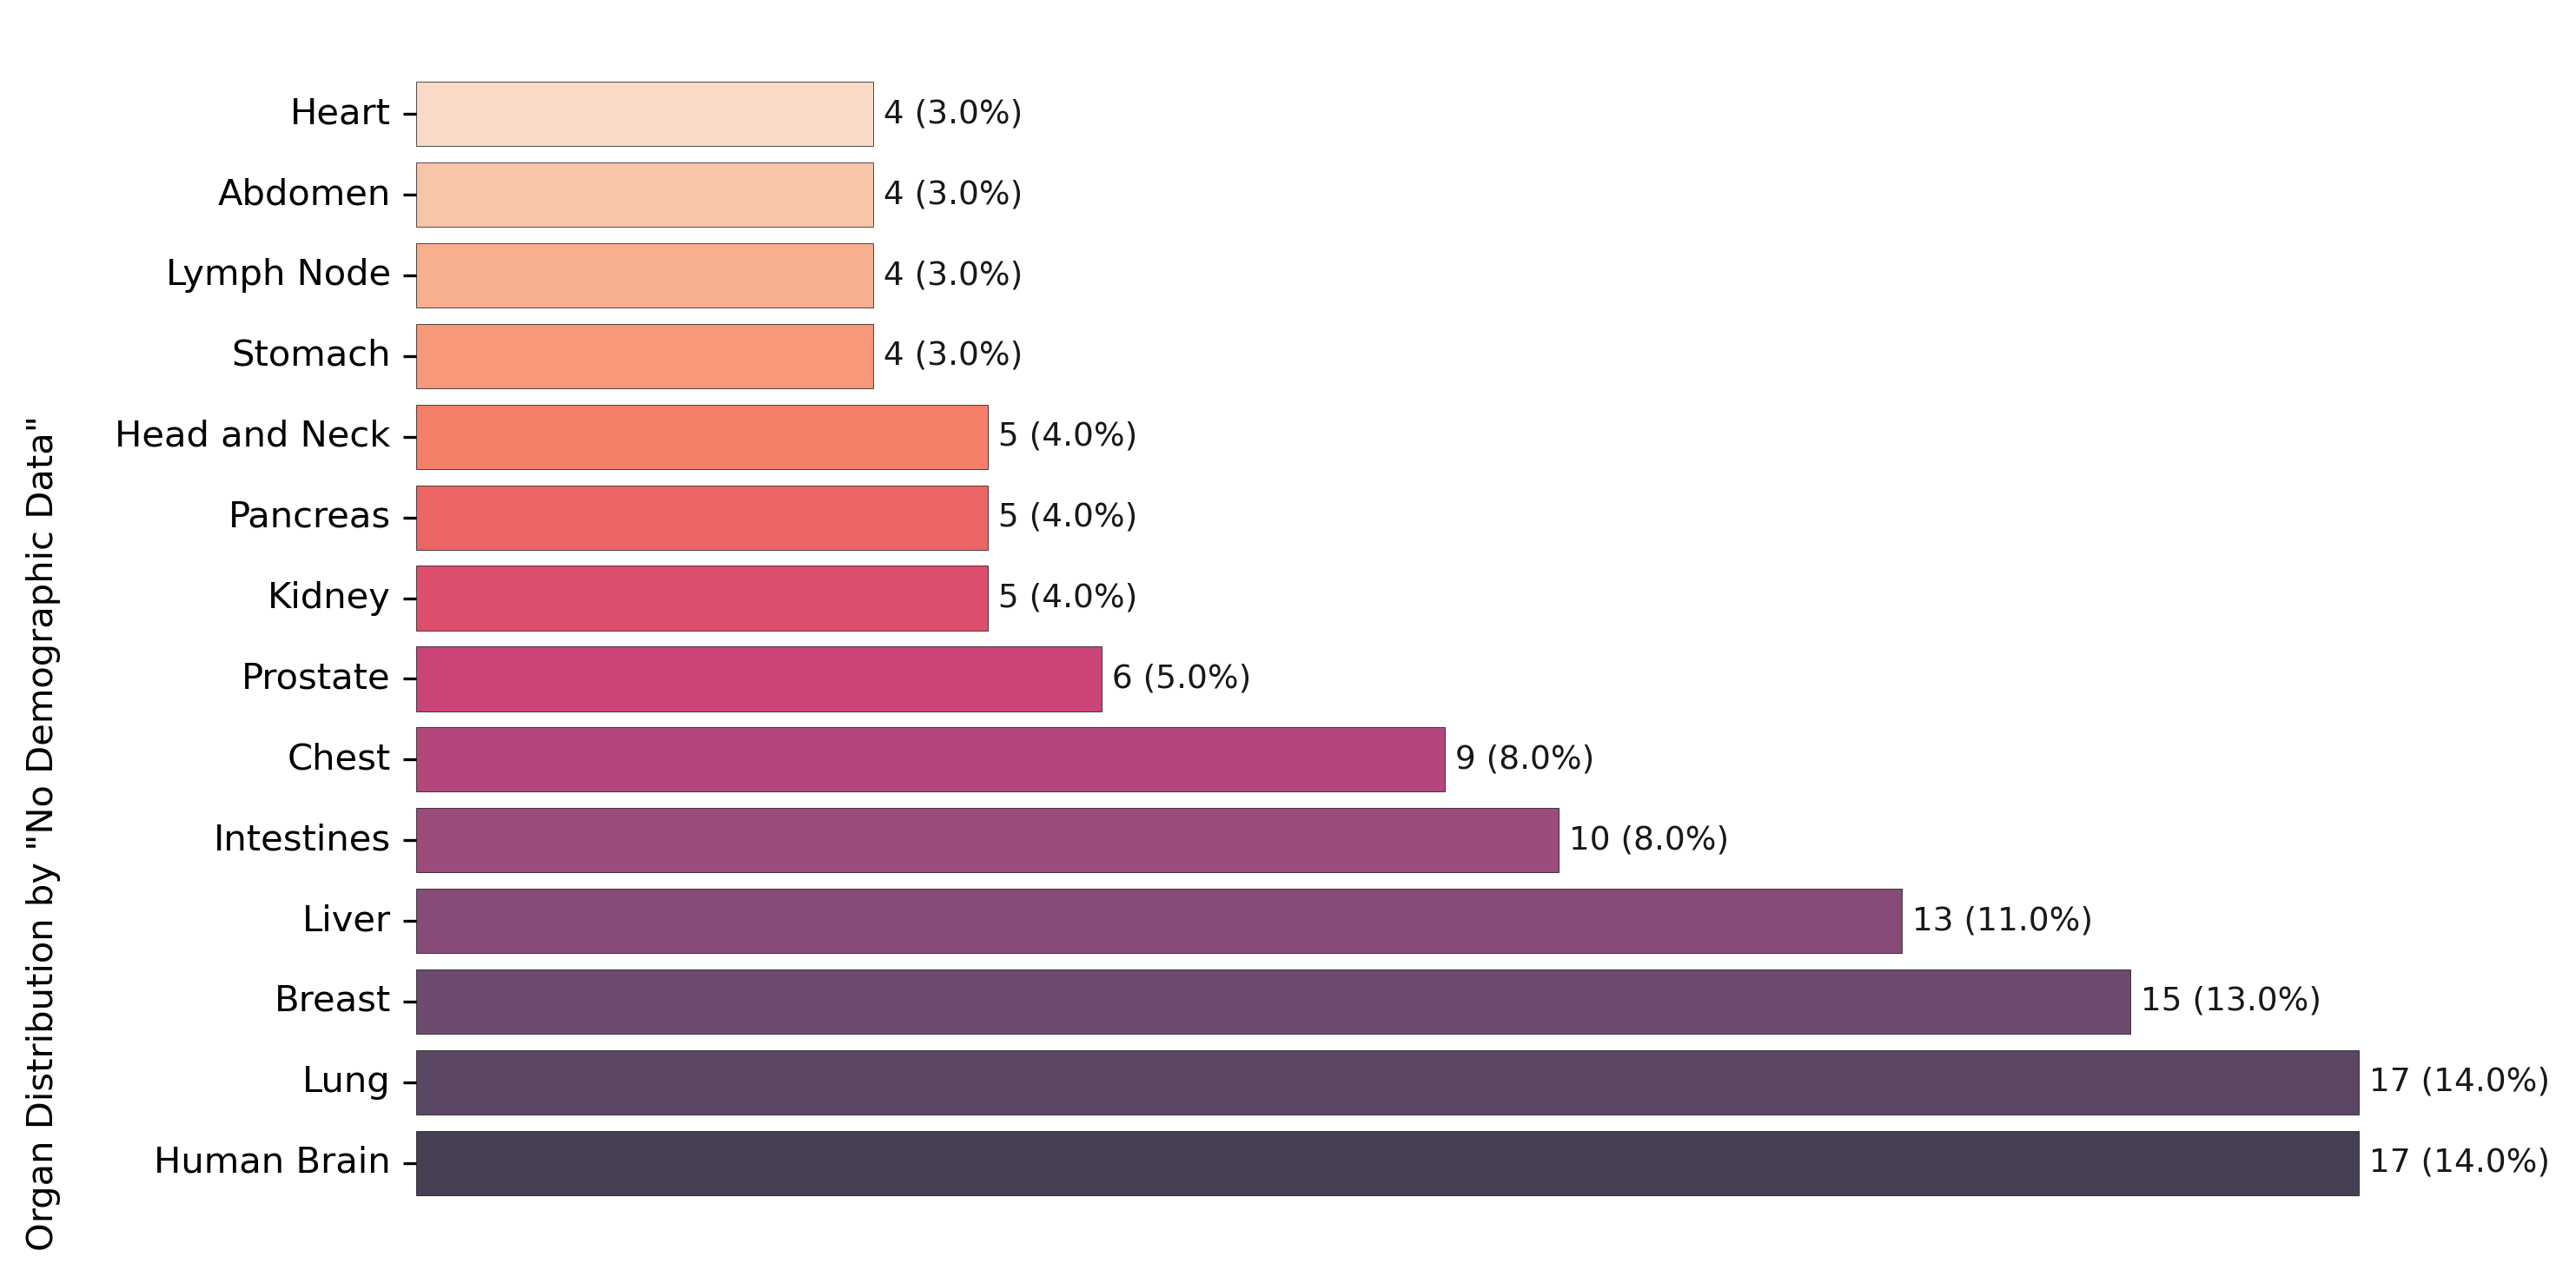 Organ Distribution by "No Demographic Data"
Heart 4 (3.0%)
Abdomen 4 (3.0%)
Lymph Node 4 (3.0%)
Stomach 4 (3.0%)
Head and Neck 5 (4.0%)
Pancreas 5 (4.0%)
Kidney 5 (4.0%)
Prostate 6 (5.0%)
Chest 9 (8.0%)
Intestines 10 (8.0%)
Liver 13 (11.0%)
Breast 15 (13.0%)
Lung 17 (14.0%)
Human Brain 17 (14.0%)